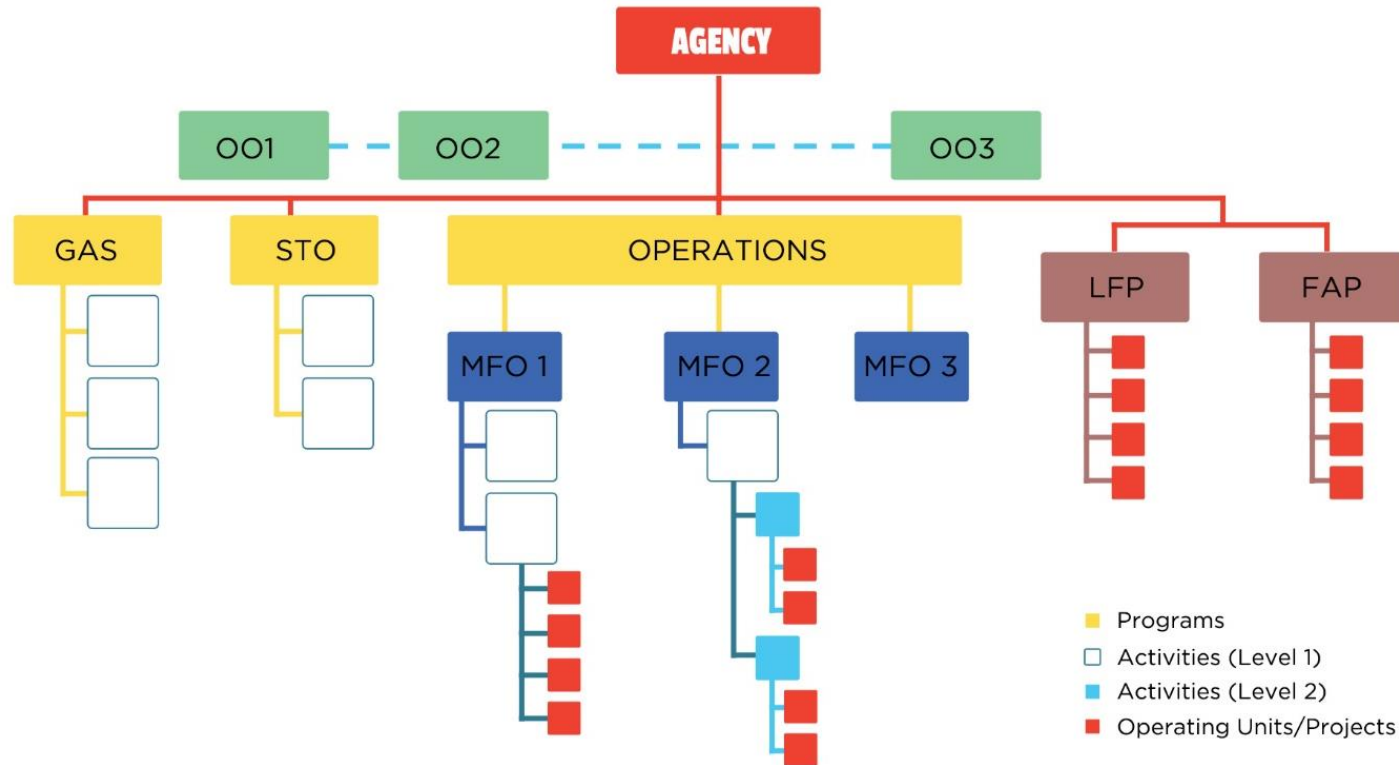 AGENCY
OO1
OO2
OO3
GAS
STO
OPERATIONS
LFP
FAP
MFO 1
MFO 2
MFO 3
Programs
Activities (Level 1)
Activities (Level 2)
Operating Units/Projects